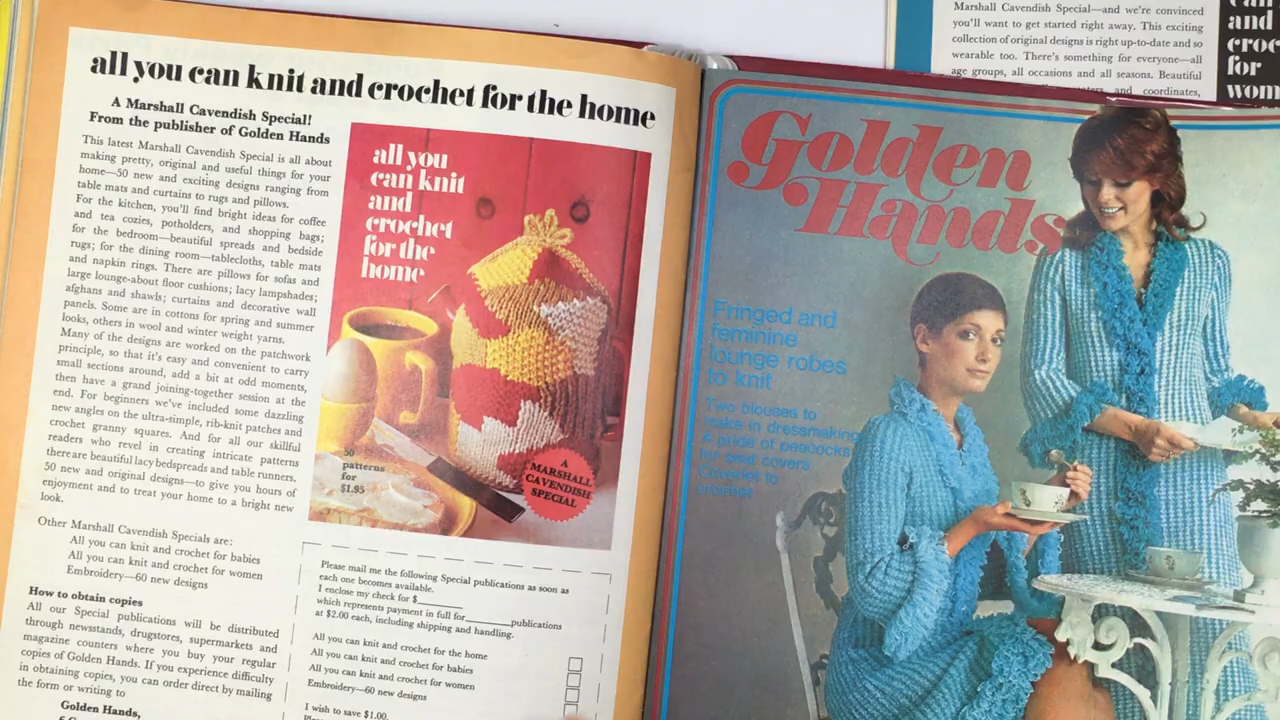 all you can knit and crochet for the home
A Marshall Cavendish Special!
From the publisher of Golden Hands
This latest Marshall Cavendish Special is all about
making pretty, original and useful things for your
home—50 new and exciting designs ranging from
table mats and curtains to rugs and pillows.
For the kitchen, you'll find bright ideas for coffee
and tea cozies, potholders, and shopping bags;
for the bedroom—beautiful spreads and bedside
rugs; for the dining room—tablecloths, table mats
and napkin rings. There are pillows for sofas and
large lounge-about floor cushions; lacy lampshades;
afghans and shawls; curtains and decorative wall
panels. Some are in cottons for spring and summer
looks, others in wool and winter weight yarns.
Many of the designs are worked on the patchwork
principle, so that it's easy and convenient to carry
small sections around, add a bit at odd moments,
then have a grand joining-together session at the
end. For beginners we've included some dazzling
new angles on the ultra-simple, rib-knit patches and
crochet granny squares. And for all our skillful
readers who revel in creating intricate patterns
there are beautiful lacy bedspreads and table runners,
50 new and original designs—to give you hours of
enjoyment and to treat your home to a bright new
look.
Other Marshall Cavendish Specials are:
All you can knit and crochet for babies
All you can knit and crochet for women
Embroidery—60 new designs
How to obtain copies
All our Special publications will be distributed
through newsstands, drugstores, supermarkets and
magazine counters where you buy your regular
copies of Golden Hands. If you experience difficulty
in obtaining copies, you can order direct by mailing
the form or writing to
Golden Hands,
all you
can knit
and
crochet
for the
home
50
patterns
for
$1.95
A
MARSHALL
CAVENDISH
SPECIAL
Please mail me the following Special publications as soon as
each one becomes available.
I enclose my check for $
which represents payment in full for publications
at $2.00 each, including shipping and handling.
All you can knit and crochet for the home
All you can knit and crochet for babies
All you can knit and crochet for women
Embroidery—60 new designs
I wish to save $1.00.
Marshall Cavendish Special—and we're convinced
you'll want to get started right away. This exciting
collection of original designs is right up-to-date and so
wearable too. There's something for everyone—all
age groups, all occasions and all seasons. Beautiful
and coordinates,
can
and
croc
for
wom
Golden
Hands
Fringed and
feminine
lounge robes
to knit
Two blouses to
make in dressmaking
A pride of peacocks
for seat covers
Coverlet to
crochet